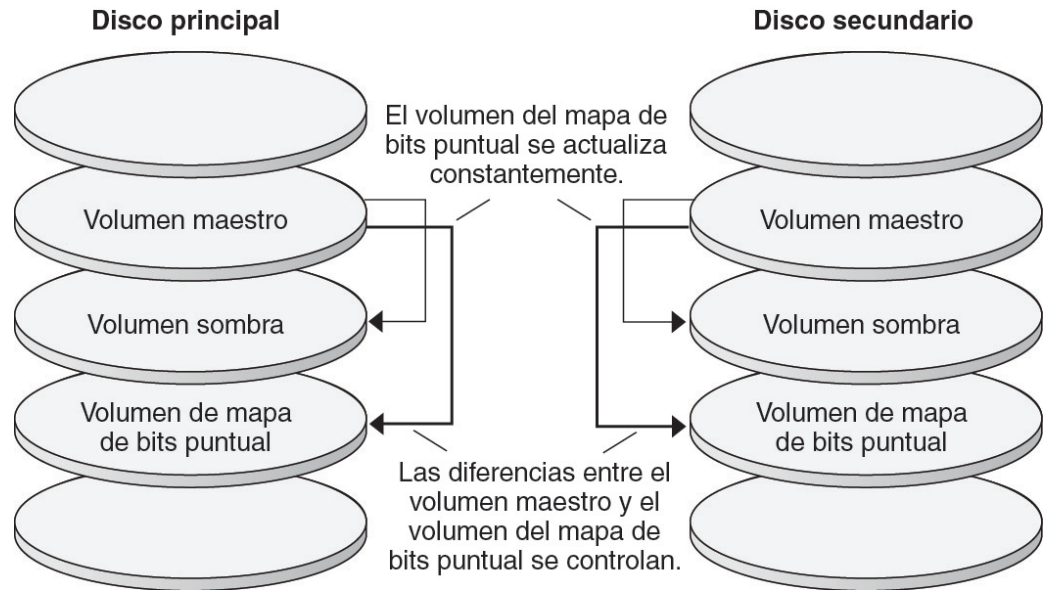 Disco principal
Disco secundario
El volumen del mapa de
bits puntual se actualiza
constantemente.
Volumen maestro
Volumen maestro
Volumen sombra
Volumen sombra
Volumen de mapa
de bits puntual
Volumen de mapa
de bits puntual
Las diferencias entre el
volumen maestro y el
volumen del mapa de
bits puntual se controlan.